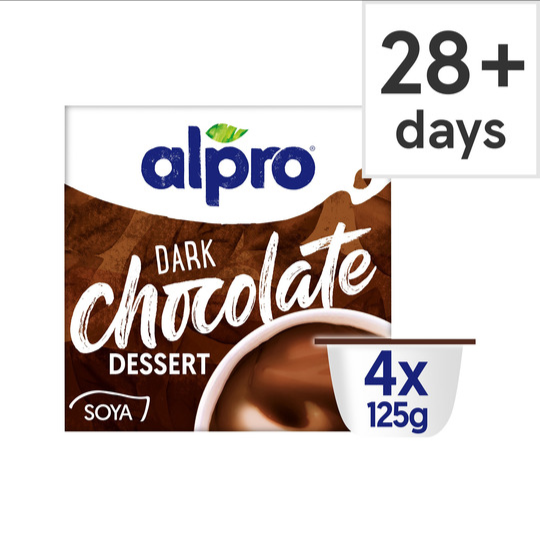 28+
days
alpro®
DARK
chocolate
DESSERT
SOYA
4x
125g